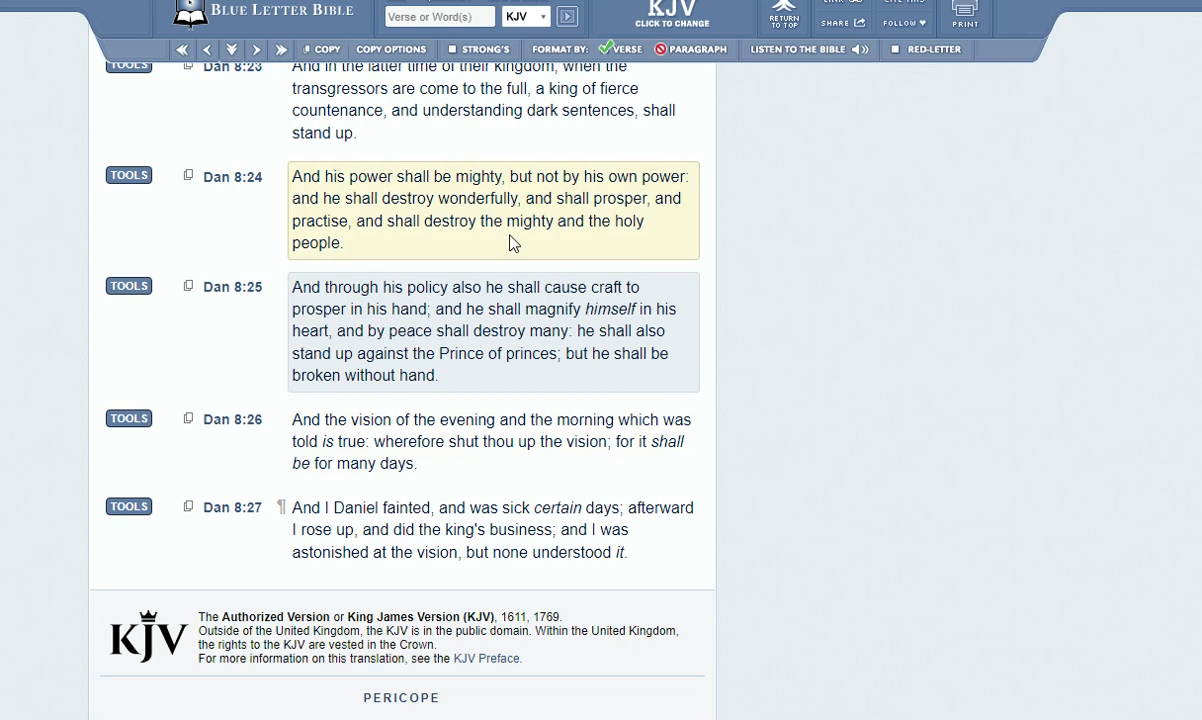 BLUE LETTER BIBLE
Verse or Word(s)
KJV
KJV
CLICK TO CHANGE
RETURN
TO TOP
LINK
CITE THIS
SHARE
FOLLOW
PRINT
COPY
COPY OPTIONS
STRONG'S
FORMAT BY:
VERSE
PARAGRAPH
LISTEN TO THE BIBLE
RED-LETTER
TOOLS Dan 8:23 And in the latter time of their kingdom, when the
transgressors are come to the full, a king of fierce
countenance, and understanding dark sentences, shall
stand up.
TOOLS Dan 8:24 And his power shall be mighty, but not by his own power:
and he shall destroy wonderfully, and shall prosper, and
practise, and shall destroy the mighty and the holy
people.
TOOLS Dan 8:25 And through his policy also he shall cause craft to
prosper in his hand; and he shall magnify himself in his
heart, and by peace shall destroy many: he shall also
stand up against the Prince of princes; but he shall be
broken without hand.
TOOLS Dan 8:26 And the vision of the evening and the morning which was
told is true: wherefore shut thou up the vision; for it shall
be for many days.
TOOLS Dan 8:27 ¶ And I Daniel fainted, and was sick certain days; afterward
I rose up, and did the king's business; and I was
astonished at the vision, but none understood it.
KJV
The Authorized Version or King James Version (KJV), 1611, 1769.
Outside of the United Kingdom, the KJV is in the public domain. Within the United Kingdom,
the rights to the KJV are vested in the Crown.
For more information on this translation, see the KJV Preface.
PERICOPE